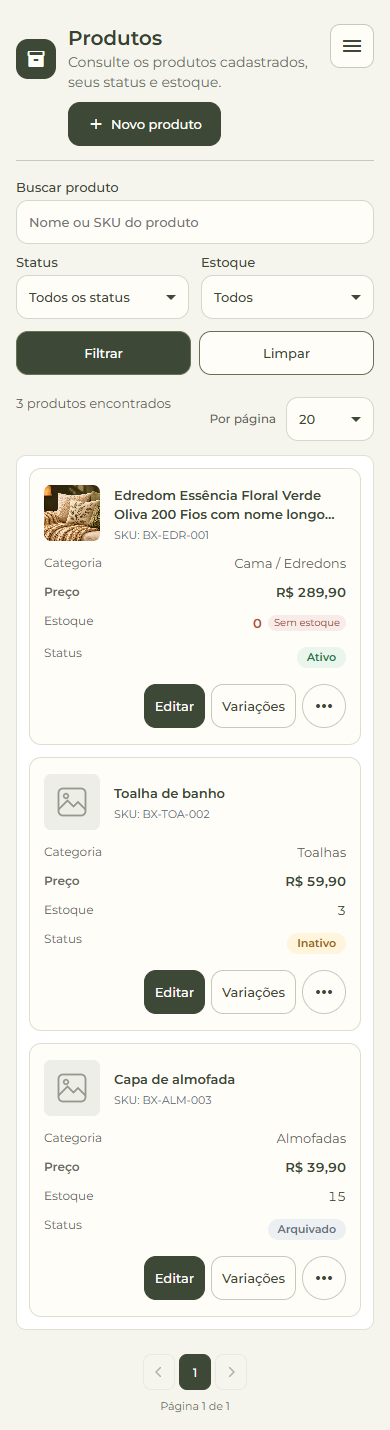 Produtos
Consulte os produtos cadastrados,
seus status e estoque.
+ Novo produto
Buscar produto
Nome ou SKU do produto
Status
Estoque
Todos os status
Todos
Filtrar
Limpar
3 produtos encontrados
Por página
20
Edredom Essência Floral Verde
Oliva 200 Fios com nome longo...
SKU: BX-EDR-001
Categoria
Cama / Edredons
Preço
R$ 289,90
Estoque
0 Sem estoque
Status
Ativo
Editar
Variações
Toalha de banho
SKU: BX-TOA-002
Categoria
Toalhas
Preço
R$ 59,90
Estoque
3
Status
Inativo
Editar
Variações
Capa de almofada
SKU: BX-ALM-003
Categoria
Almofadas
Preço
R$ 39,90
Estoque
15
Status
Arquivado
Editar
Variações
1
Página 1 de 1